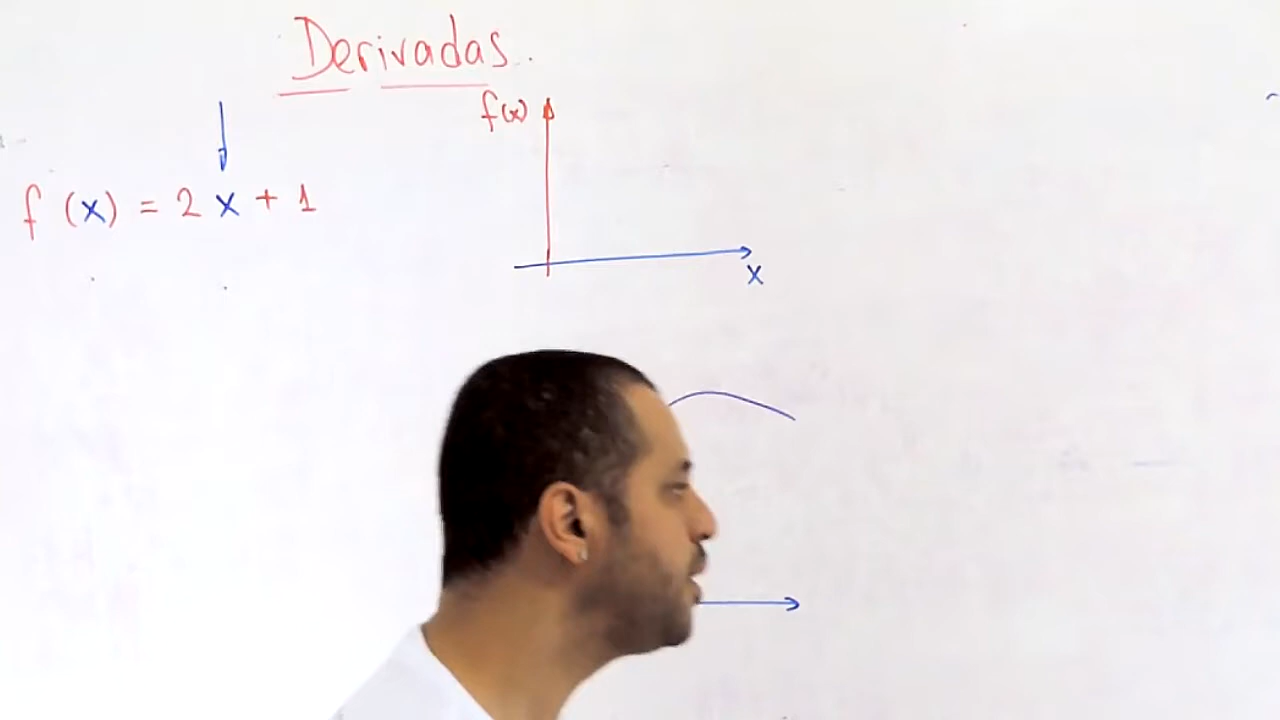 Derivadas.
f(x)
f (x) = 2x + 1
x